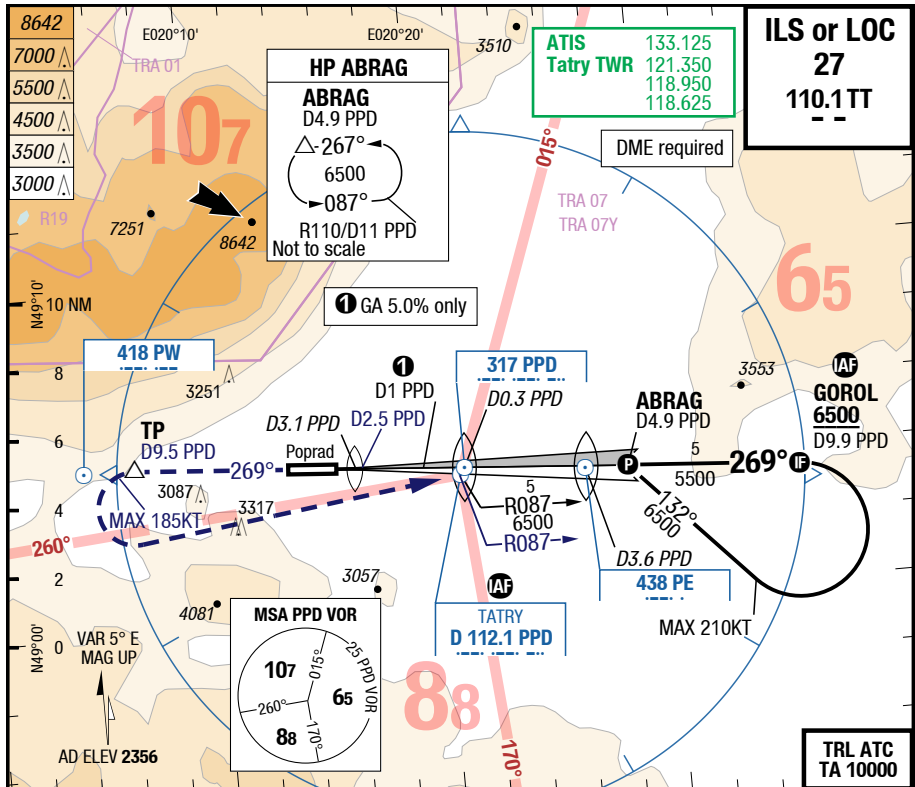 8642
7000
5500
4500
3500
3000
E020°10'
E020°20'
3510
TRA 01
ATIS 133.125
Tatry TWR 121.350
118.950
118.625
ILS or LOC
27
110.1 TT
DME required
HP ABRAG
ABRAG
D4.9 PPD
267°
6500
087°
R110/D11 PPD
Not to scale
107
015°
TRA 07
TRA 07Y
R19
7251
8642
65
N49°10'
10 NM
1 GA 5.0% only
418 PW
317 PPD
1
D1 PPD
D0.3 PPD
3553
IAF
GOROL
6500
D9.9 PPD
8
3251
ABRAG
D4.9 PPD
D3.1 PPD
D2.5 PPD
6
TP
D9.5 PPD
269°
Poprad
P
5
5500
269°
IF
3087
5
R087
6500
R087
132°
6500
4
MAX 185KT
3317
260°
D3.6 PPD
438 PE
2
3057
IAF
MAX 210KT
4081
TATRY
D 112.1 PPD
N49°00'
0
VAR 5° E
MAG UP
MSA PPD VOR
107
015°
25 PPD VOR
65
260°
88
170°
88
170°
AD ELEV 2356
TRL ATC
TA 10000